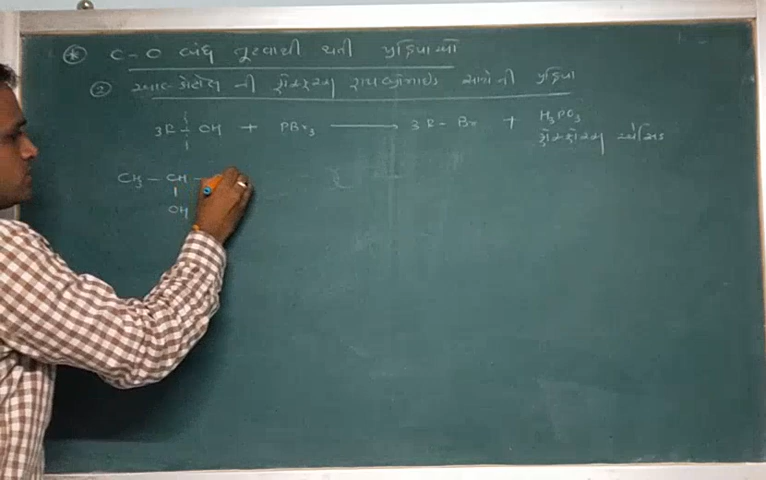 C-O બંધ તૂટવાથી થતી પ્રક્રિયાઓ
② આલ્કોહોલ ની ફોસ્ફરસ ટ્રાયબ્રોમાઇડ સાથેની પ્રક્રિયા
3R-OH + PBr₃ → 3R-Br + H₃PO₃
ફોસ્ફોરસ એસિડ
CH₃ - CH -
OH